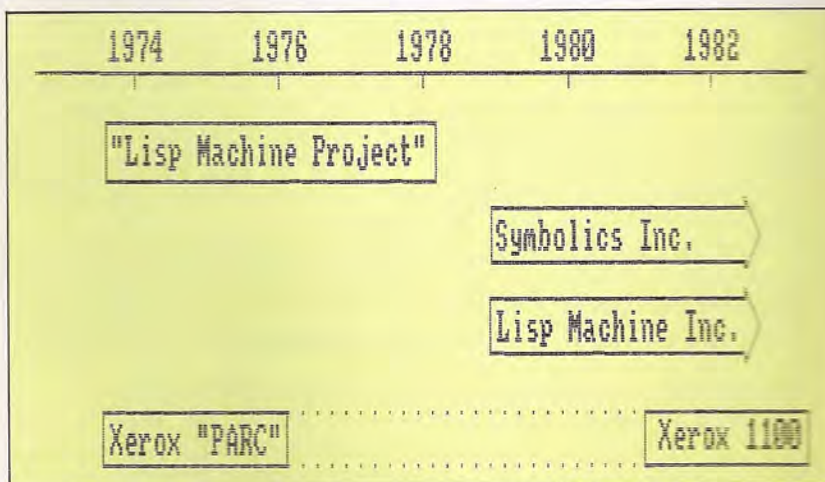 1974 1976 1978 1980 1982
"Lisp Machine Project"
Symbolics Inc.
Lisp Machine Inc.
Xerox "PARC" Xerox 1100